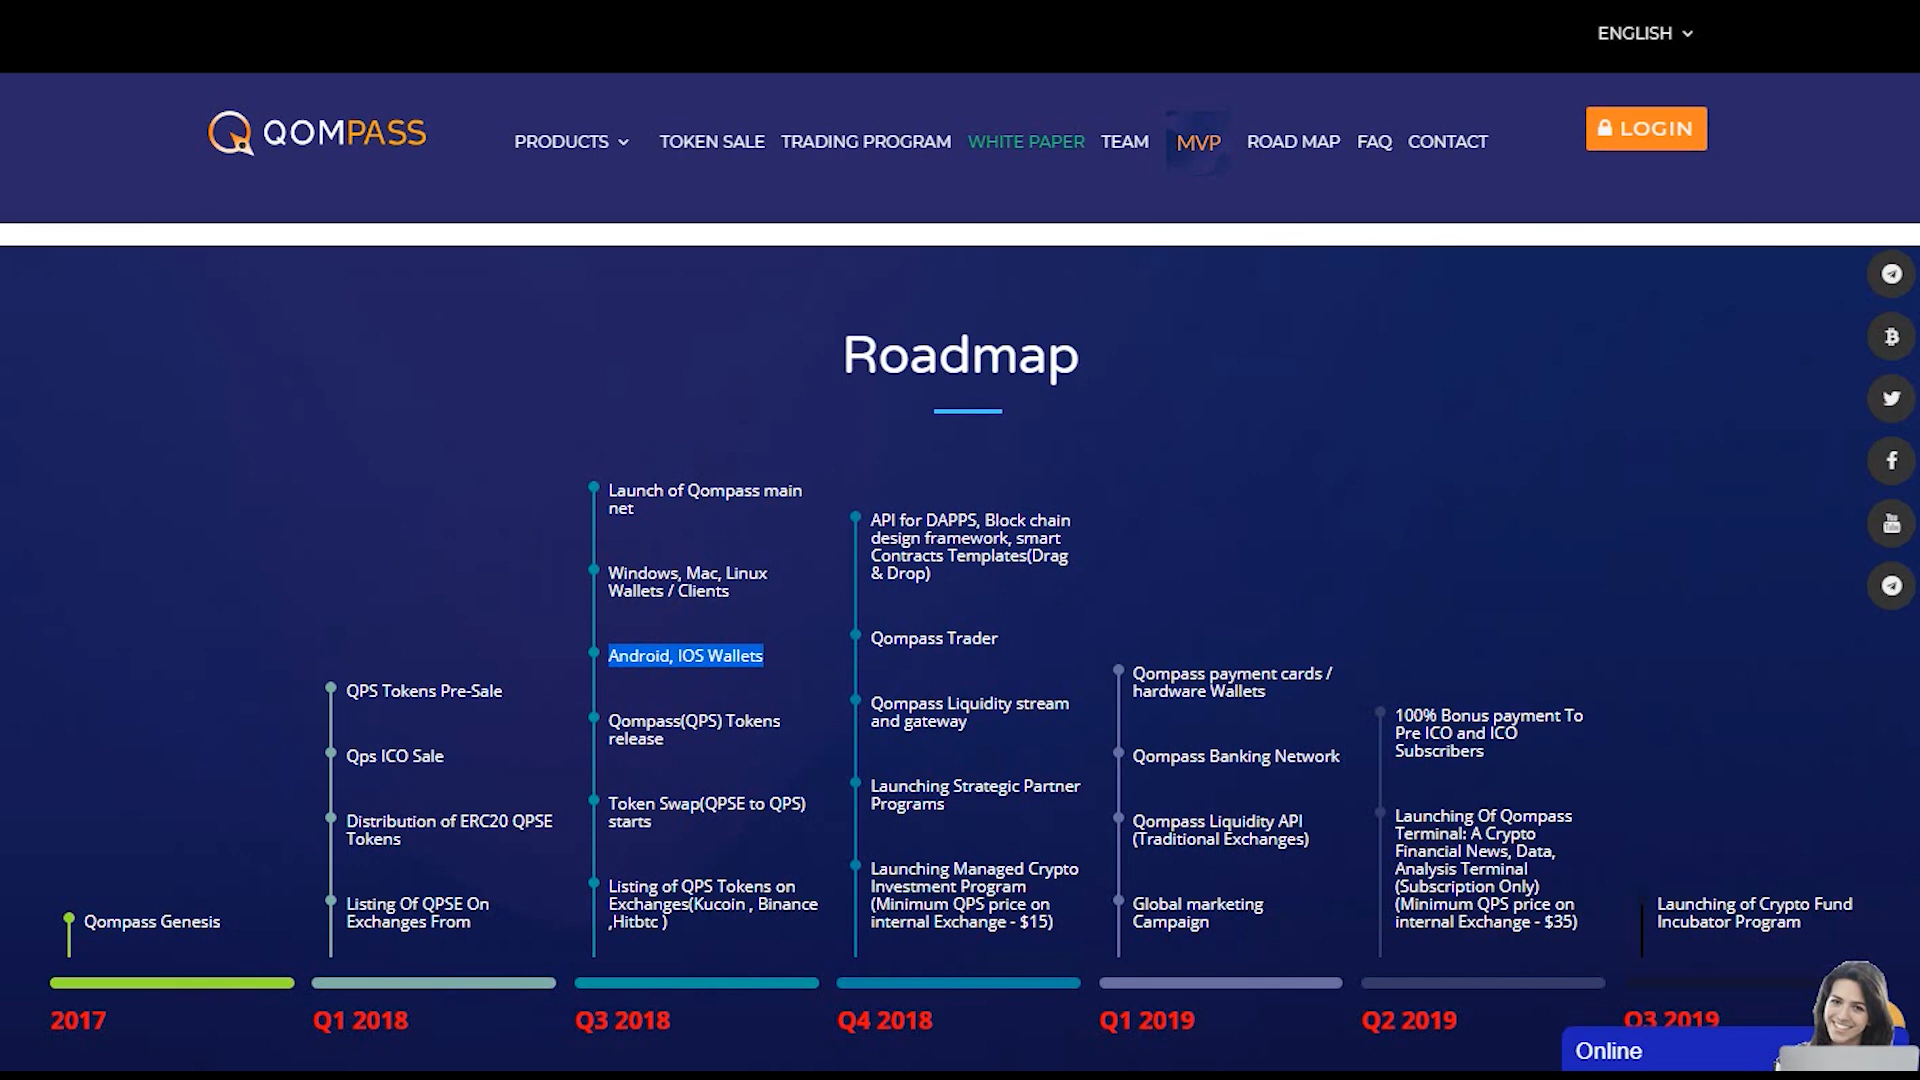 ENGLISH
QOMPASS
PRODUCTS
TOKEN SALE
TRADING PROGRAM
WHITE PAPER
TEAM
MVP
ROAD MAP
FAQ
CONTACT
LOGIN
Roadmap
Qompass Genesis
2017
QPS Tokens Pre-Sale
Qps ICO Sale
Distribution of ERC20 QPSE
Tokens
Listing Of QPSE On
Exchanges From
Q1 2018
Launch of Qompass main
net
Windows, Mac, Linux
Wallets / Clients
Android, IOS Wallets
Qompass(QPS) Tokens
release
Token Swap(QPSE to QPS)
starts
Listing of QPS Tokens on
Exchanges(Kucoin , Binance
,Hitbtc )
Q3 2018
API for DAPPS, Block chain
design framework, smart
Contracts Templates(Drag
& Drop)
Qompass Trader
Qompass Liquidity stream
and gateway
Launching Strategic Partner
Programs
Launching Managed Crypto
Investment Program
(Minimum QPS price on
internal Exchange - $15)
Q4 2018
Qompass payment cards /
hardware Wallets
Qompass Banking Network
Qompass Liquidity API
(Traditional Exchanges)
Global marketing
Campaign
Q1 2019
100% Bonus payment To
Pre ICO and ICO
Subscribers
Launching Of Qompass
Terminal: A Crypto
Financial News, Data,
Analysis Terminal
(Subscription Only)
(Minimum QPS price on
internal Exchange - $35)
Q2 2019
Launching of Crypto Fund
Incubator Program
Q3 2019
Online